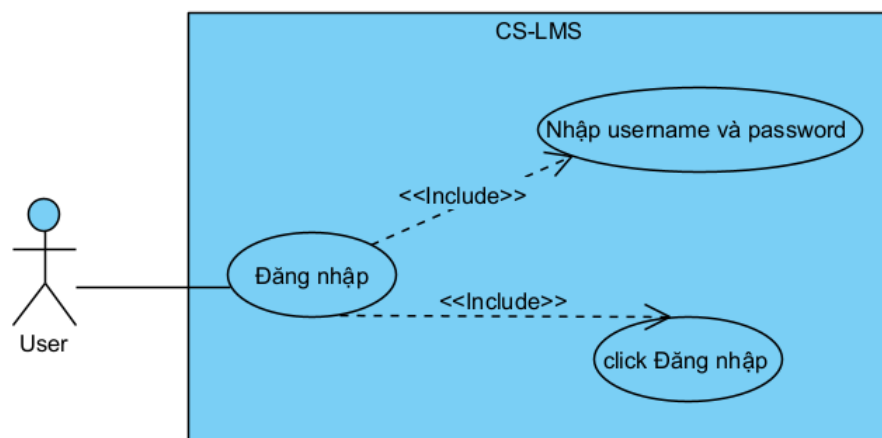 CS-LMS
Nhập username và password
<<Include>>
Đăng nhập
<<Include>>
click Đăng nhập
User